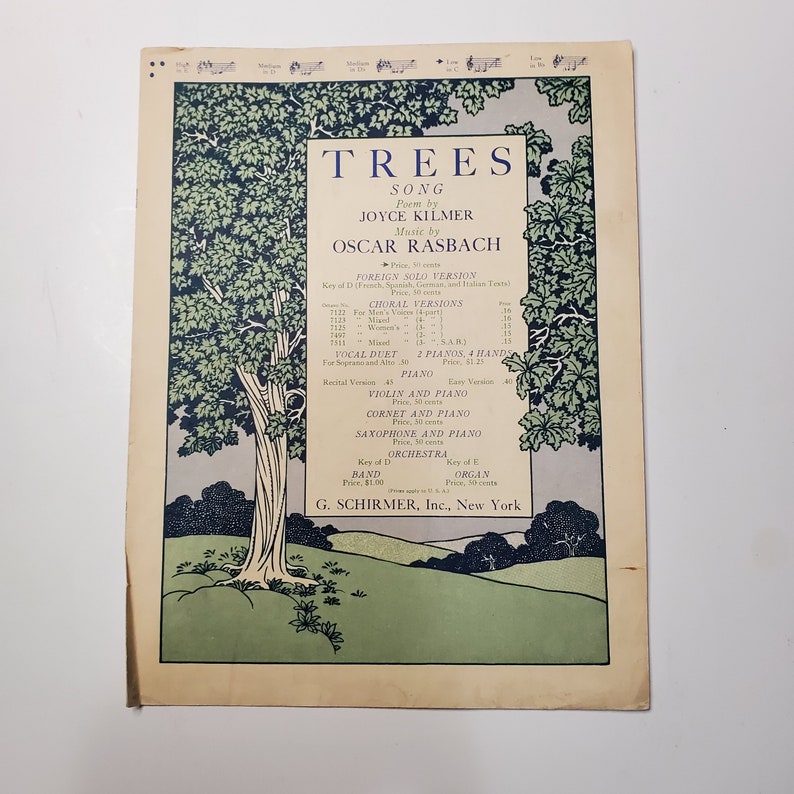 High in E Medium in D Medium in D♭ Low in C Low in B♭
TREES
SONG
Poem by
JOYCE KILMER
Music by
OSCAR RASBACH
Price, 50 cents
FOREIGN SOLO VERSION
Key of D (French, Spanish, German, and Italian Texts)
Price, 50 cents
Octavo No. CHORAL VERSIONS Price
7122 For Men's Voices (4-part) .16
7123 " Mixed " (4- " ) .16
7125 " Women's " (3- " ) .15
7497 " " " (2- " ) .15
7511 " Mixed " (3- ". S.A.B.) .15
VOCAL DUET 2 PIANOS, 4 HANDS
For Soprano and Alto .50 Price, $1.25
PIANO
Recital Version .45 Easy Version .40
VIOLIN AND PIANO
Price, 50 cents
CORNET AND PIANO
Price, 50 cents
SAXOPHONE AND PIANO
Price, 50 cents
ORCHESTRA
Key of D Key of E
BAND ORGAN
Price, $1.00 Price, 50 cents
(Prices apply to U. S. A.)
G. SCHIRMER, Inc., New York